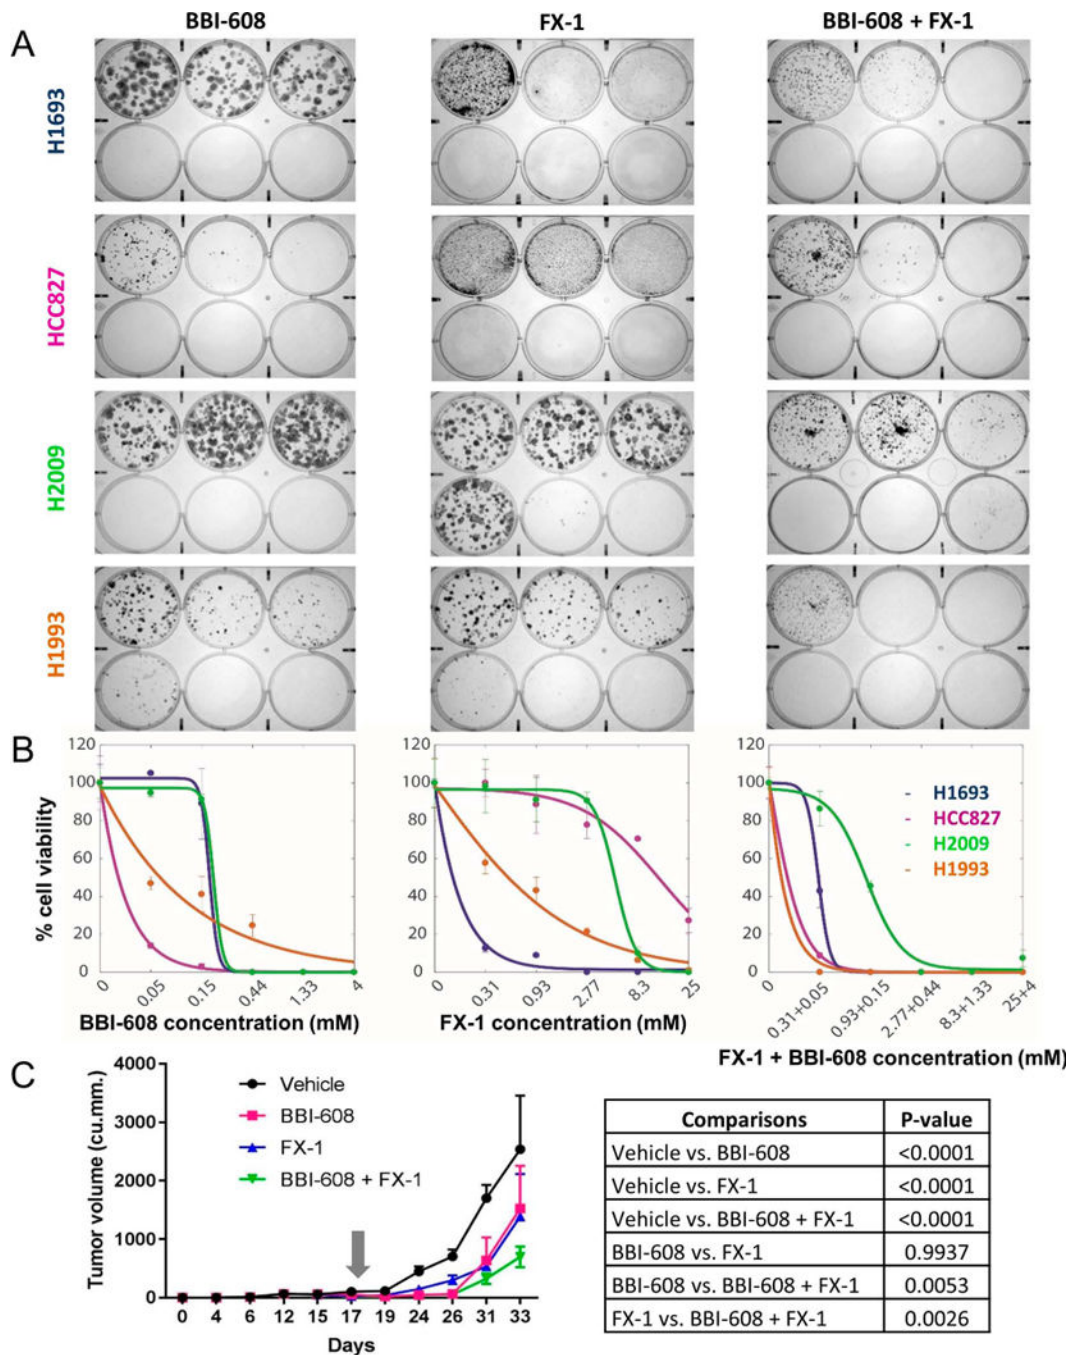 A
BBI-608
FX-1
BBI-608 + FX-1
H1693
HCC827
H2009
H1993
B
% cell viability
120
100
80
60
40
20
0
0
0.05
0.15
0.44
1.33
4
BBI-608 concentration (mM)
120
100
80
60
40
20
0
0
0.31
0.93
2.77
8.3
25
FX-1 concentration (mM)
120
100
80
60
40
20
0
H1693
HCC827
H2009
H1993
0
0.31+0.05
0.93+0.15
2.77+0.44
8.3+1.33
25+4
FX-1 + BBI-608 concentration (mM)
C
Tumor volume (cu.mm.)
4000
3000
2000
1000
0
Vehicle
BBI-608
FX-1
BBI-608 + FX-1
0 4 6 12 15 17 19 24 26 31 33
Days
Comparisons P-value
Vehicle vs. BBI-608 <0.0001
Vehicle vs. FX-1 <0.0001
Vehicle vs. BBI-608 + FX-1 <0.0001
BBI-608 vs. FX-1 0.9937
BBI-608 vs. BBI-608 + FX-1 0.0053
FX-1 vs. BBI-608 + FX-1 0.0026